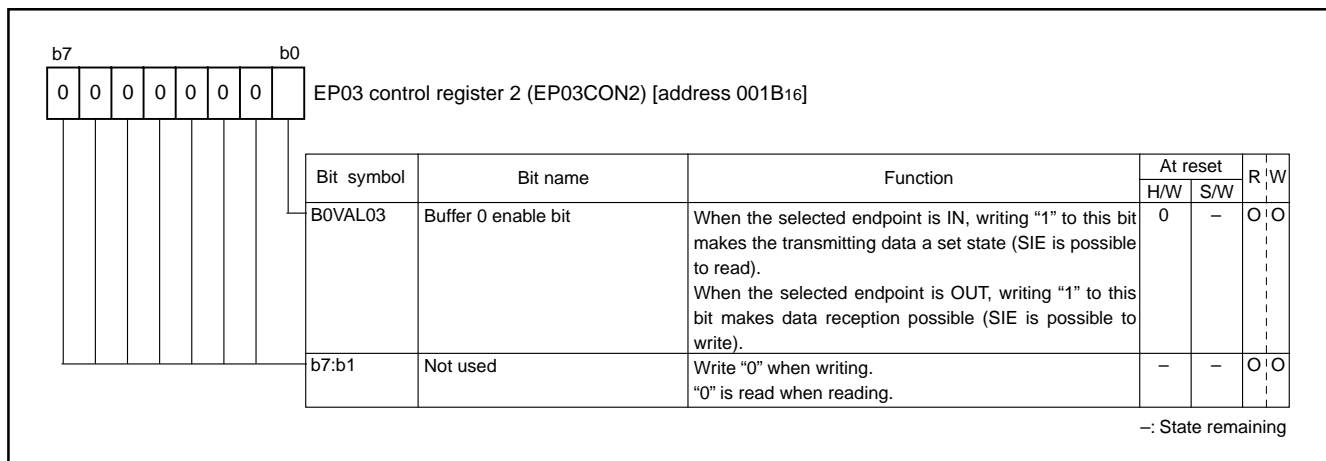 b7 b0
0 0 0 0 0 0 0 EP03 control register 2 (EP03CON2) [address 001B16]
Bit symbol Bit name Function At reset R W
H/W S/W
B0VAL03 Buffer 0 enable bit When the selected endpoint is IN, writing “1” to this bit 0 – O O
makes the transmitting data a set state (SIE is possible
to read).
When the selected endpoint is OUT, writing “1” to this
bit makes data reception possible (SIE is possible to
write).
b7:b1 Not used Write “0” when writing. – – O O
“0” is read when reading.
–: State remaining